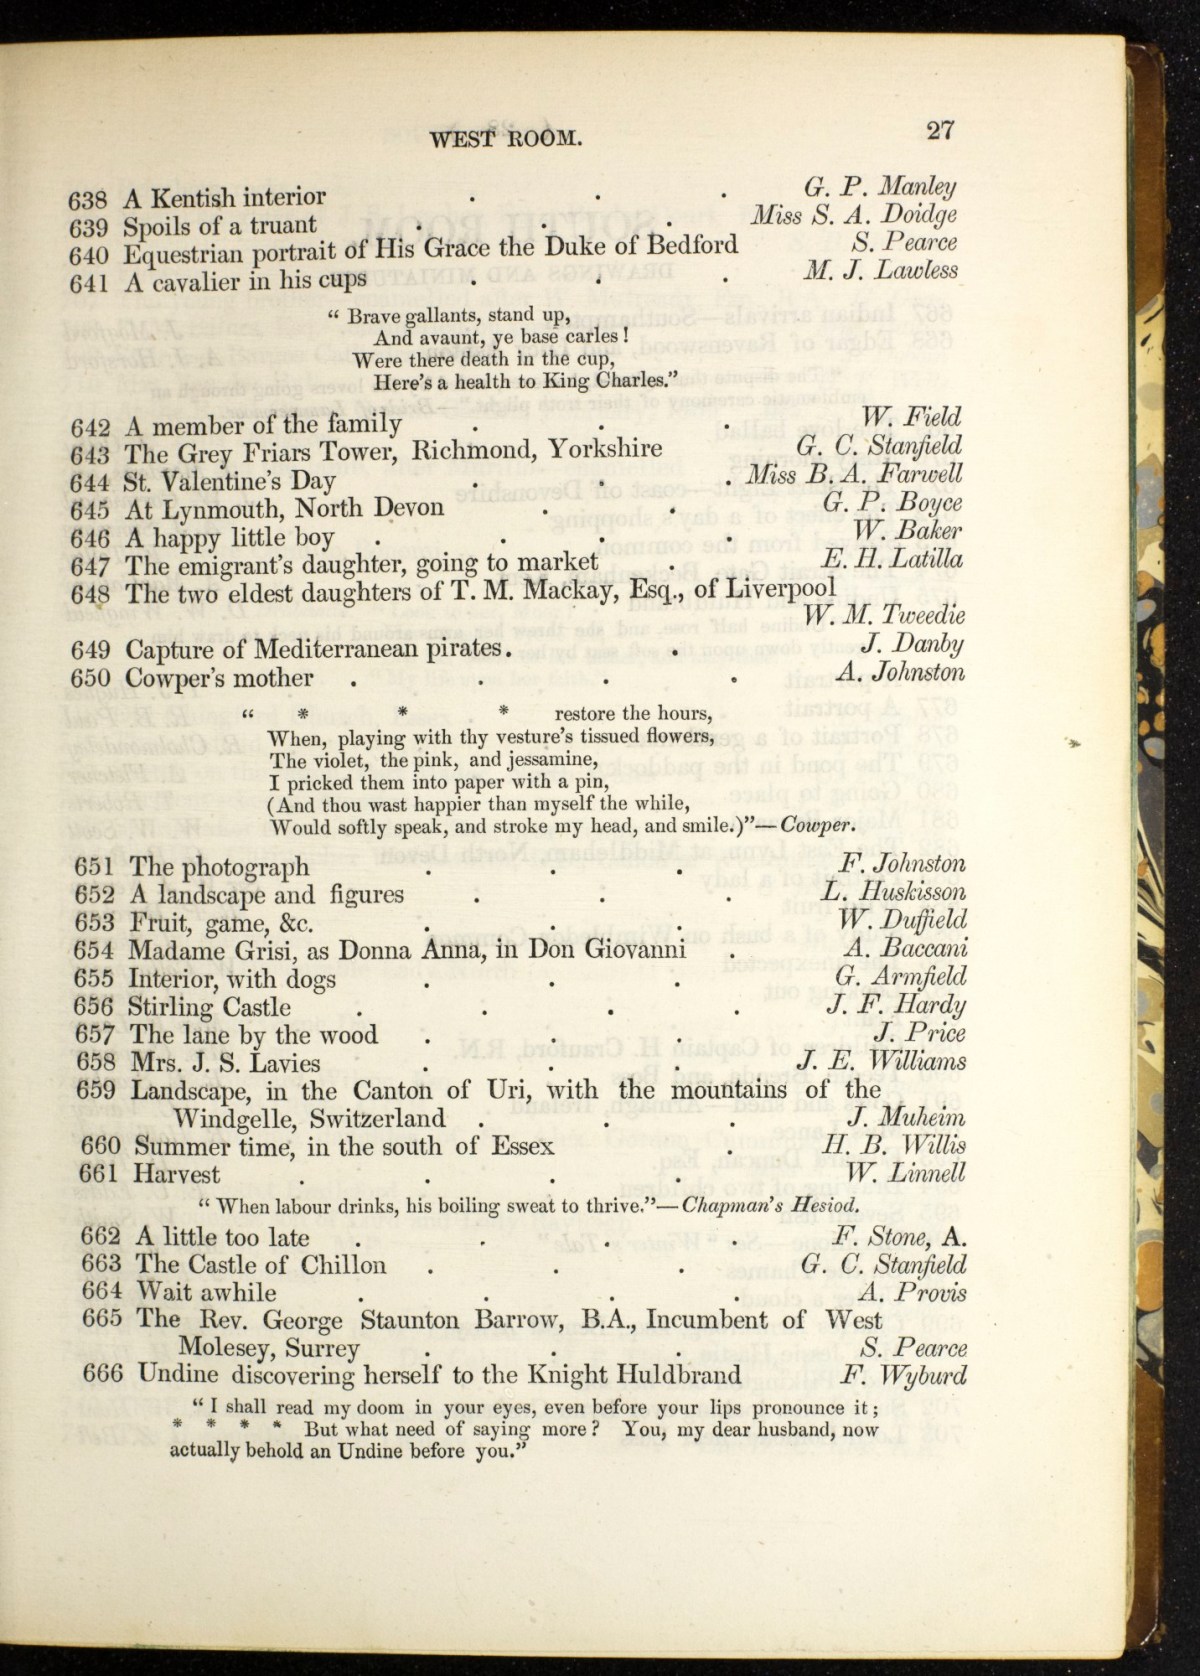 WEST ROOM. 27
638 A Kentish interior . . . G. P. Manley
639 Spoils of a truant . . . Miss S. A. Doidge
640 Equestrian portrait of His Grace the Duke of Bedford S. Pearce
641 A cavalier in his cups . . . M. J. Lawless
“ Brave gallants, stand up,
And avaunt, ye base carles !
Were there death in the cup,
Here's a health to King Charles.”
642 A member of the family . . . W. Field
643 The Grey Friars Tower, Richmond, Yorkshire G. C. Stanfield
644 St. Valentine's Day . . . Miss B. A. Farwell
645 At Lynmouth, North Devon . . G. P. Boyce
646 A happy little boy . . . . W. Baker
647 The emigrant's daughter, going to market . E. H. Latilla
648 The two eldest daughters of T. M. Mackay, Esq., of Liverpool
W. M. Tweedie
649 Capture of Mediterranean pirates . . J. Danby
650 Cowper's mother . . . . A. Johnston
“ * * * restore the hours,
When, playing with thy vesture's tissued flowers,
The violet, the pink, and jessamine,
I pricked them into paper with a pin,
(And thou wast happier than myself the while,
Would softly speak, and stroke my head, and smile.)”—Cowper.
651 The photograph . . . F. Johnston
652 A landscape and figures . . . L. Huskisson
653 Fruit, game, &c. . . . W. Duffield
654 Madame Grisi, as Donna Anna, in Don Giovanni . A. Baccani
655 Interior, with dogs . . . G. Armfield
656 Stirling Castle . . . . J. F. Hardy
657 The lane by the wood . . . J. Price
658 Mrs. J. S. Lavies . . . J. E. Williams
659 Landscape, in the Canton of Uri, with the mountains of the
Windgelle, Switzerland . . . J. Muheim
660 Summer time, in the south of Essex . H. B. Willis
661 Harvest . . . . W. Linnell
“ When labour drinks, his boiling sweat to thrive.”—Chapman's Hesiod.
662 A little too late . . . . F. Stone, A.
663 The Castle of Chillon . . . G. C. Stanfield
664 Wait awhile . . . . A. Provis
665 The Rev. George Staunton Barrow, B.A., Incumbent of West
Molesey, Surrey . . . S. Pearce
666 Undine discovering herself to the Knight Huldbrand F. Wyburd
“ I shall read my doom in your eyes, even before your lips pronounce it ;
* * * * But what need of saying more ? You, my dear husband, now
actually behold an Undine before you.”